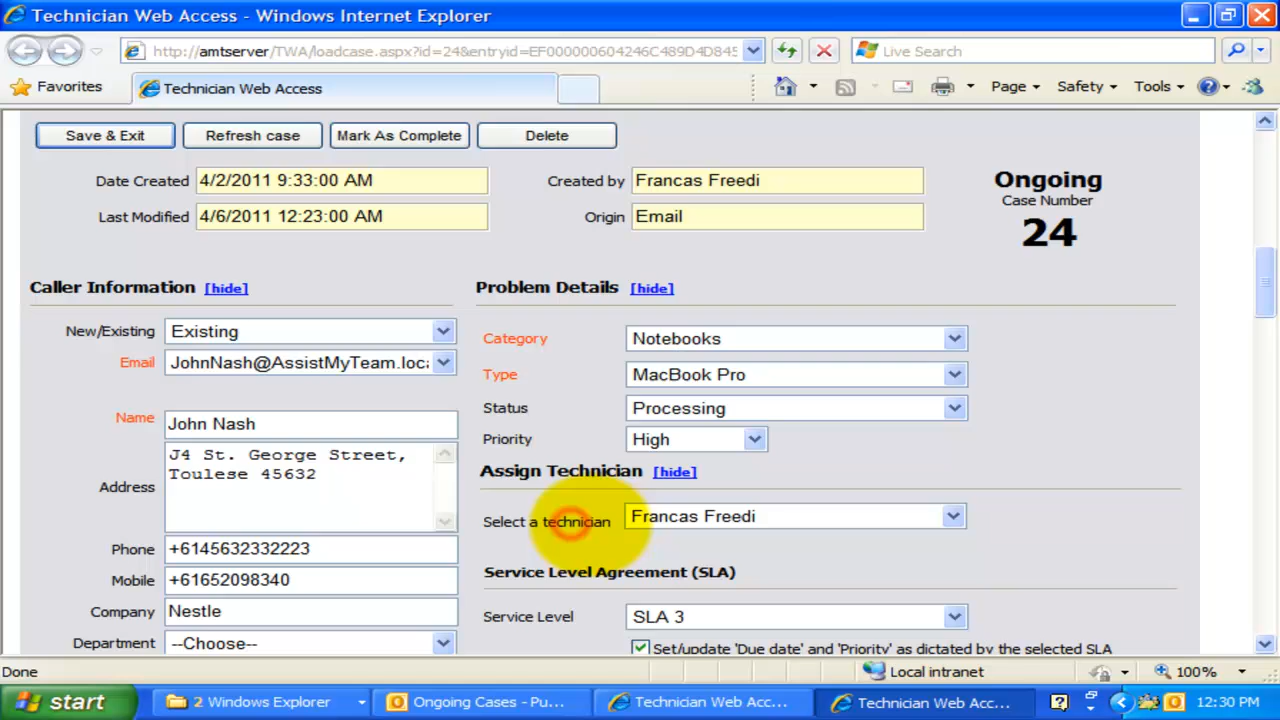 Technician Web Access - Windows Internet Explorer
http://amtserver/TWA/loadcase.aspx?id=24&entryid=EF000000604246C489D4D845
Live Search
Favorites
Technician Web Access
Page
Safety
Tools
Save & Exit
Refresh case
Mark As Complete
Delete
Date Created 4/2/2011 9:33:00 AM
Created by Francas Freedi
Last Modified 4/6/2011 12:23:00 AM
Origin Email
Ongoing
Case Number
24
Caller Information [hide]
New/Existing Existing
Email JohnNash@AssistMyTeam.loca
Name John Nash
Address J4 St. George Street,
Toulese 45632
Phone +6145632332223
Mobile +61652098340
Company Nestle
Department --Choose--
Problem Details [hide]
Category Notebooks
Type MacBook Pro
Status Processing
Priority High
Assign Technician [hide]
Select a technician Francas Freedi
Service Level Agreement (SLA)
Service Level SLA 3
Set/update 'Due date' and 'Priority' as dictated by the selected SLA
Done
Local intranet
100%
start
2 Windows Explorer
Ongoing Cases - Pu...
Technician Web Acc...
Technician Web Acc...
12:30 PM